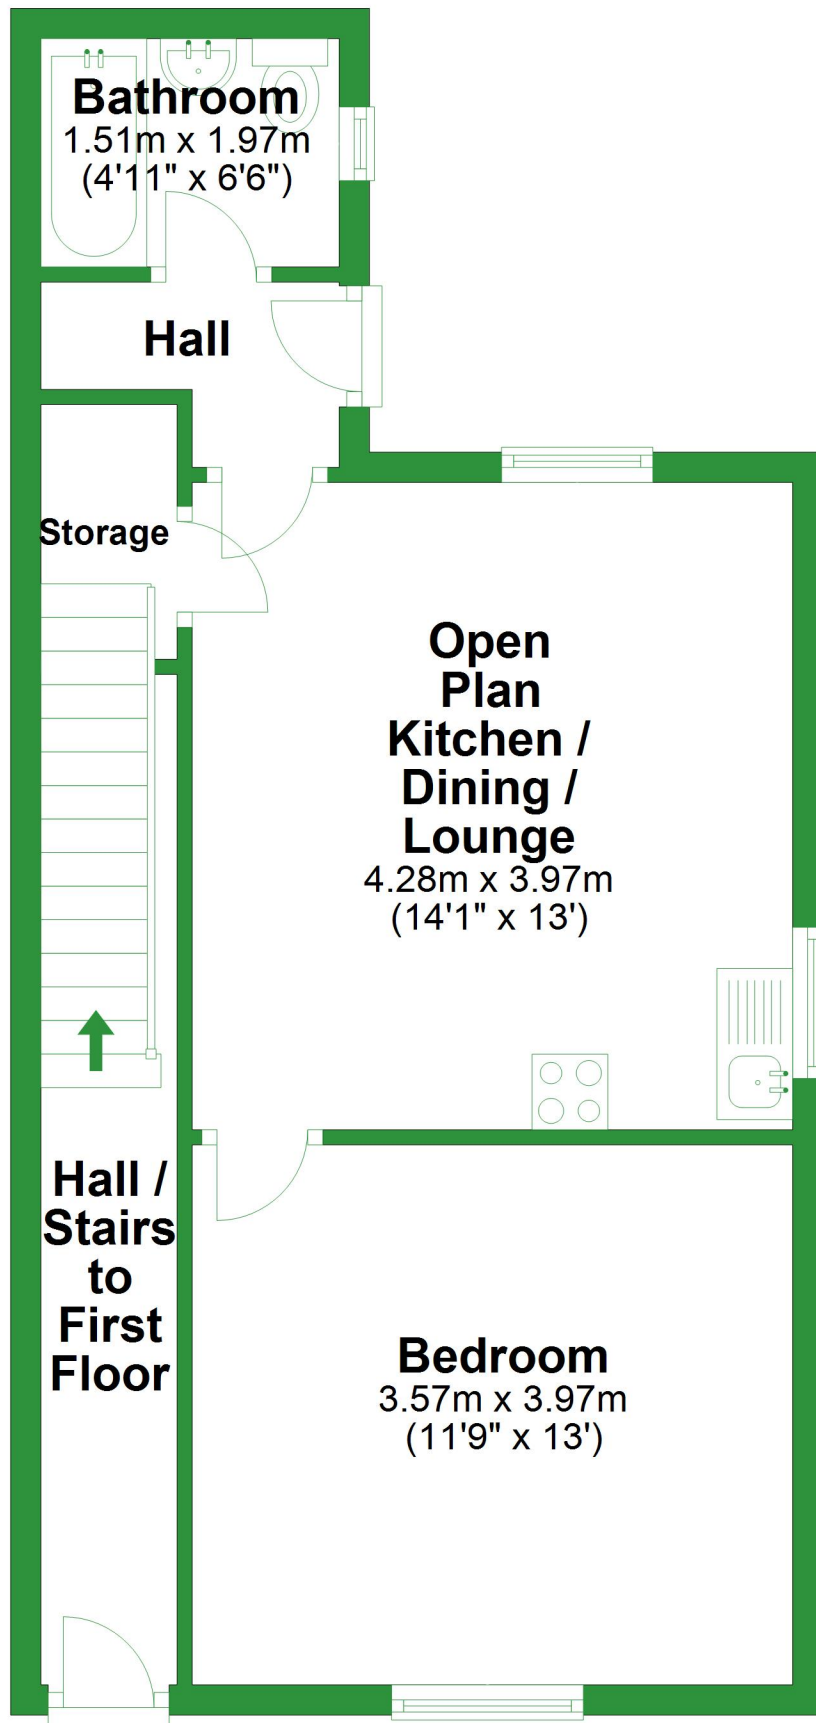 Bathroom
1.51m x 1.97m
(4'11" x 6'6")
Hall
Storage
Open
Plan
Kitchen /
Dining /
Lounge
4.28m x 3.97m
(14'1" x 13')
Hall /
Stairs
to
First
Floor
Bedroom
3.57m x 3.97m
(11'9" x 13')